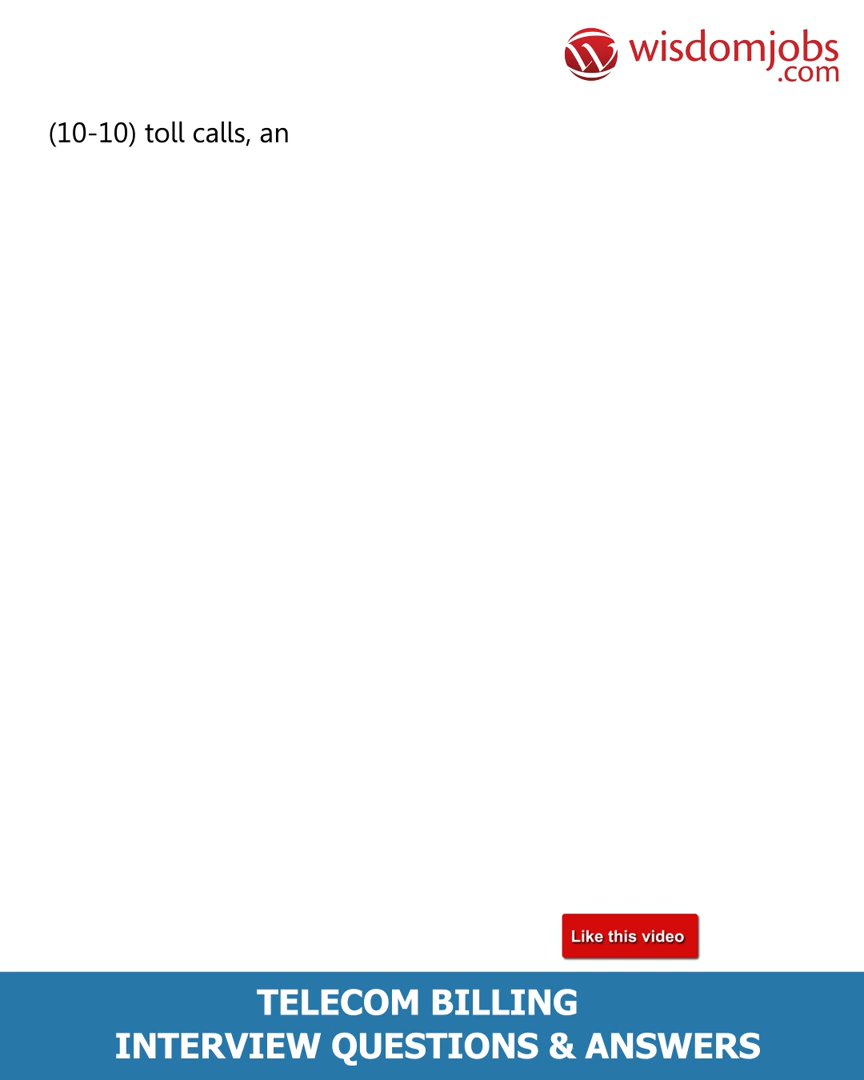 wisdomjobs
.com
(10-10) toll calls, an
Like this video
TELECOM BILLING
INTERVIEW QUESTIONS & ANSWERS